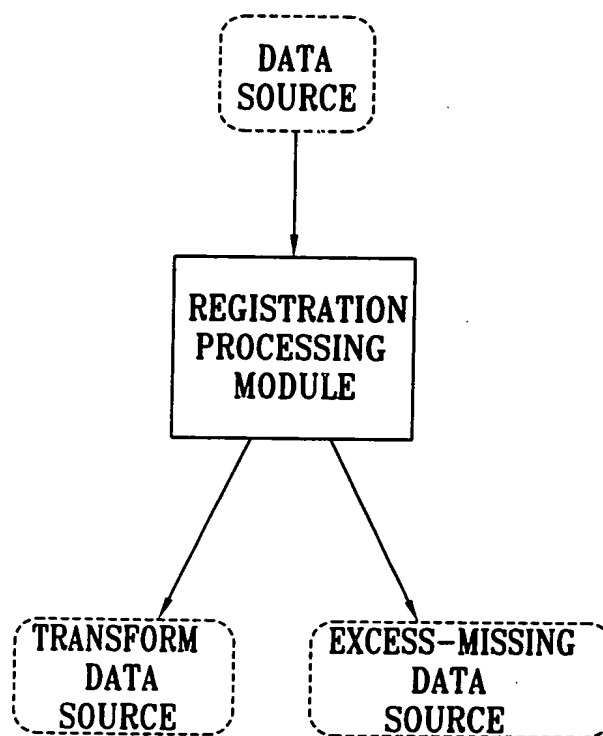 DATA
SOURCE
REGISTRATION
PROCESSING
MODULE
TRANSFORM
DATA
SOURCE
EXCESS-MISSING
DATA
SOURCE